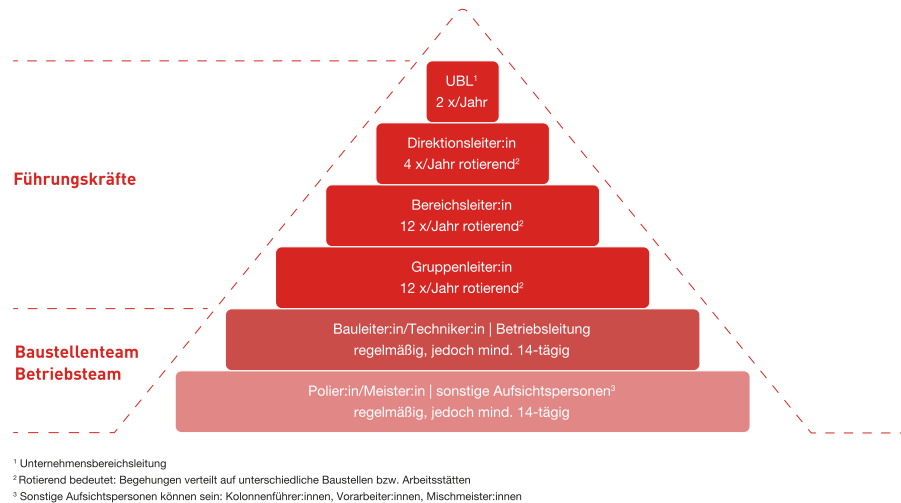 UBL¹
2 x/Jahr
Direktionsleiter:in
4 x/Jahr rotierend²
Führungskräfte
Bereichsleiter:in
12 x/Jahr rotierend²
Gruppenleiter:in
12 x/Jahr rotierend²
Baustellenteam
Betriebsteam
Bauleiter:in/Techniker:in | Betriebsleitung
regelmäßig, jedoch mind. 14-tägig
Polier:in/Meister:in | sonstige Aufsichtspersonen³
regelmäßig, jedoch mind. 14-tägig
¹ Unternehmensbereichsleitung
² Rotierend bedeutet: Begehungen verteilt auf unterschiedliche Baustellen bzw. Arbeitsstätten
³ Sonstige Aufsichtspersonen können sein: Kolonnenführer:innen, Vorarbeiter:innen, Mischmeister:innen